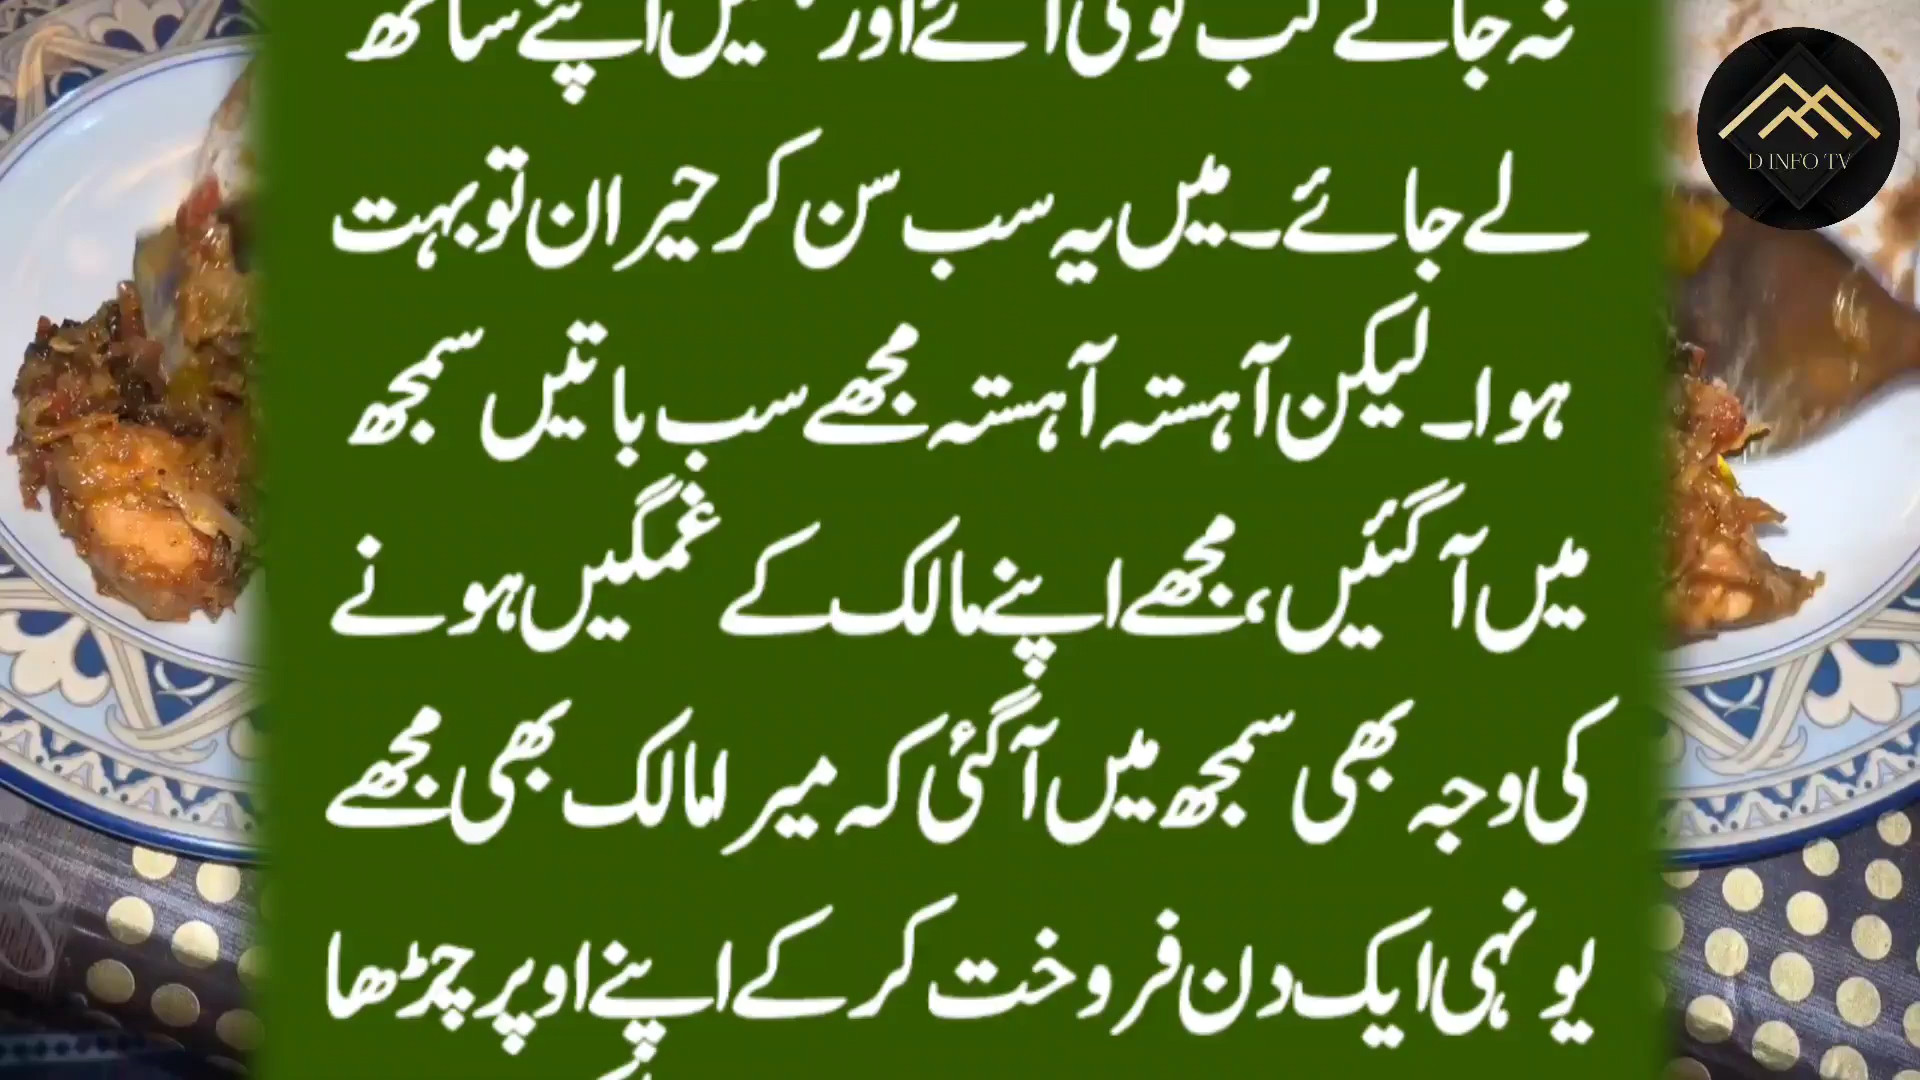 نہ جانے کب کوئی آئے اور ہمیں اپنے ساتھ
لے جائے۔ میں یہ سب سن کر حیران تو بہت
ہوا۔ لیکن آہستہ آہستہ مجھے سب باتیں سمجھ
میں آگئیں، مجھے اپنے مالک کے غمگیں ہونے
کی وجہ بھی سمجھ میں آگئی کہ میرا مالک بھی مجھے
یونہی ایک دن فروخت کر کے اپنے اوپر چڑھا
D INFO TV